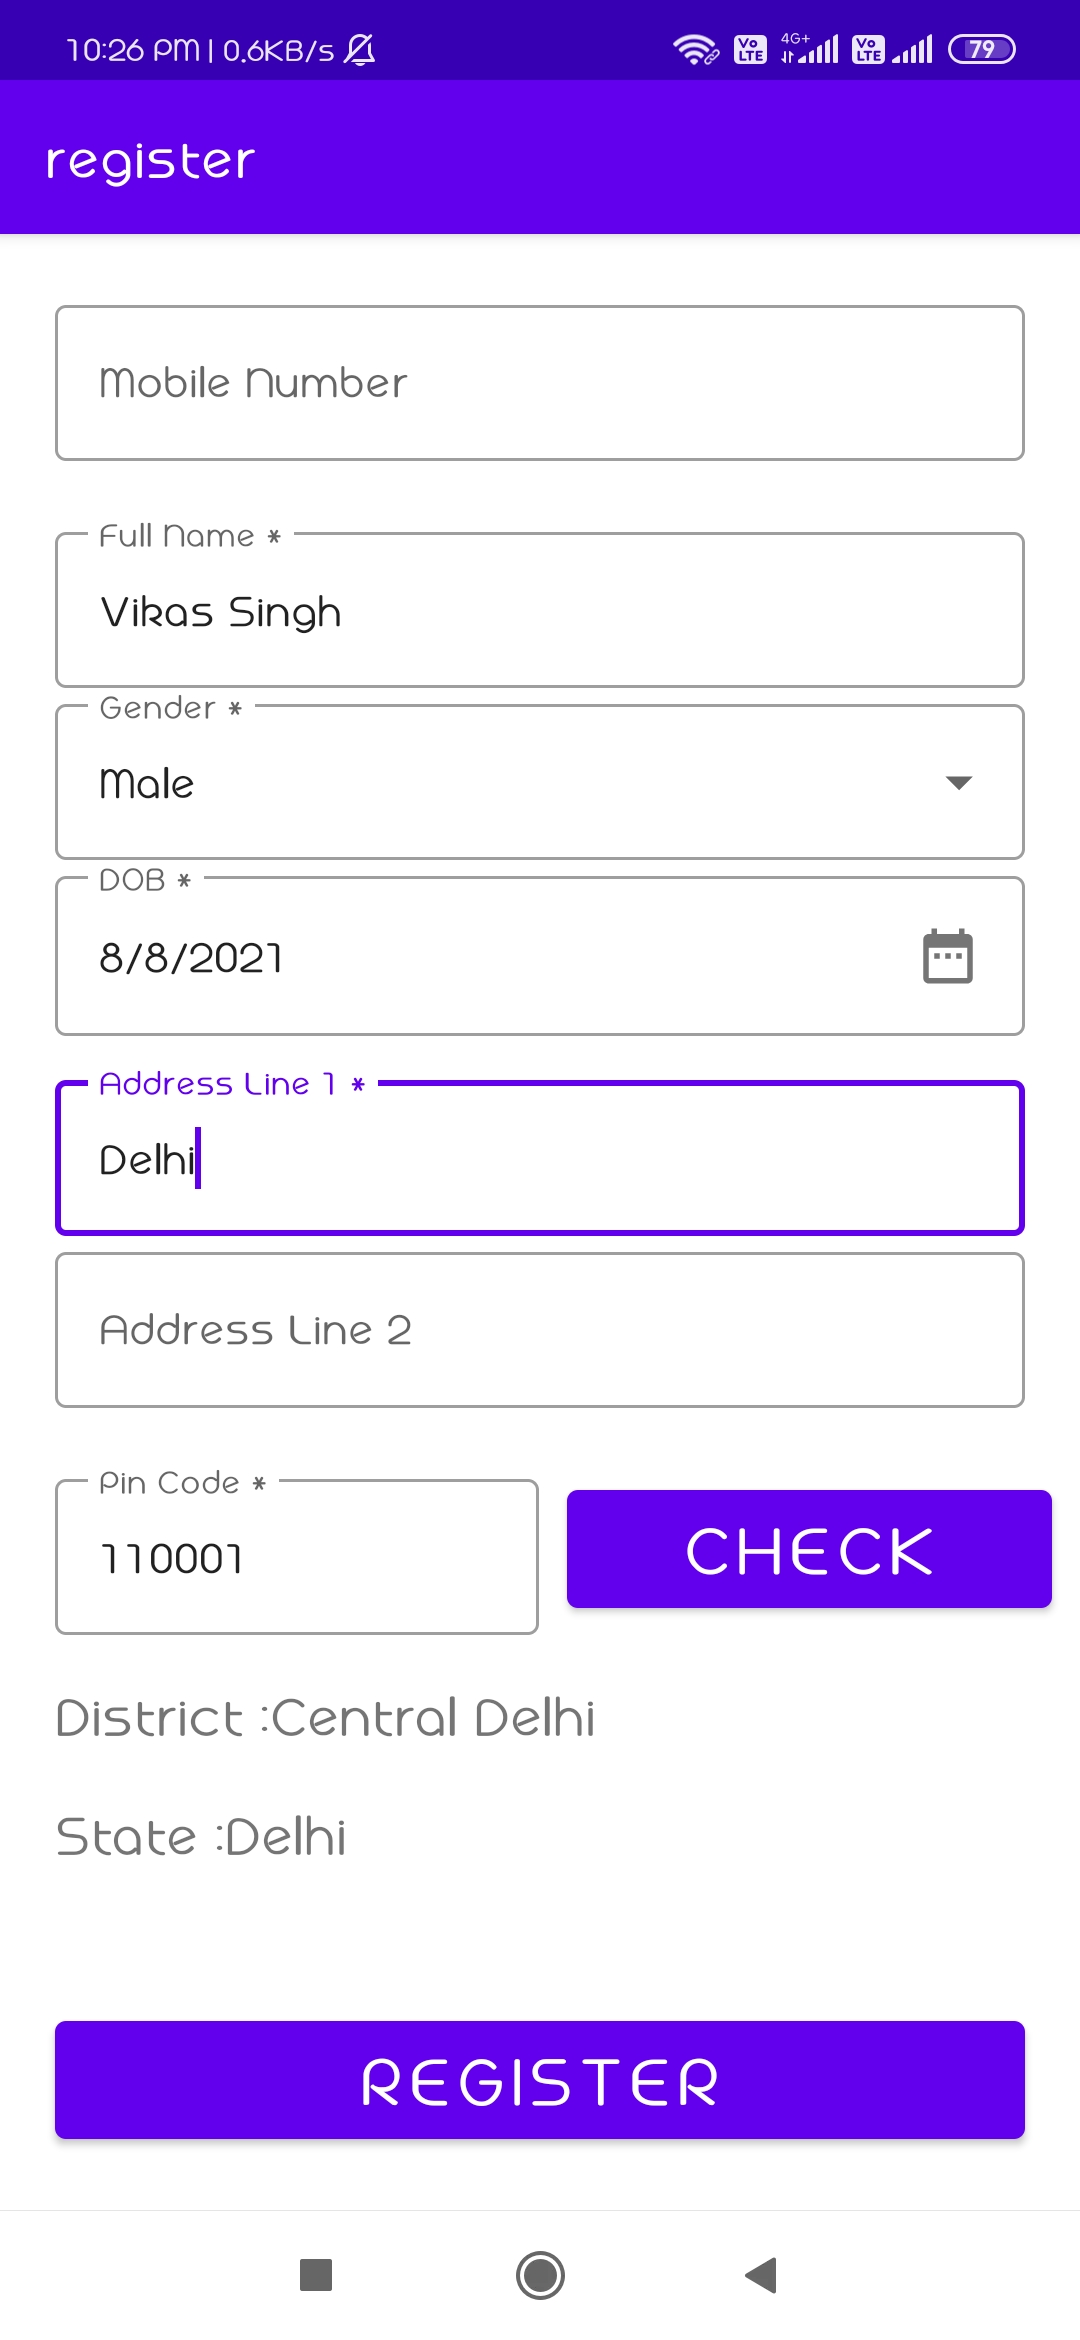 10:26 PM | 0.6KB/s Vo LTE 4G+ Vo LTE 79
register
Mobile Number
Full Name *
Vikas Singh
Gender *
Male
DOB *
8/8/2021
Address Line 1 *
Delhi
Address Line 2
Pin Code *
110001
CHECK
District :Central Delhi
State :Delhi
REGISTER